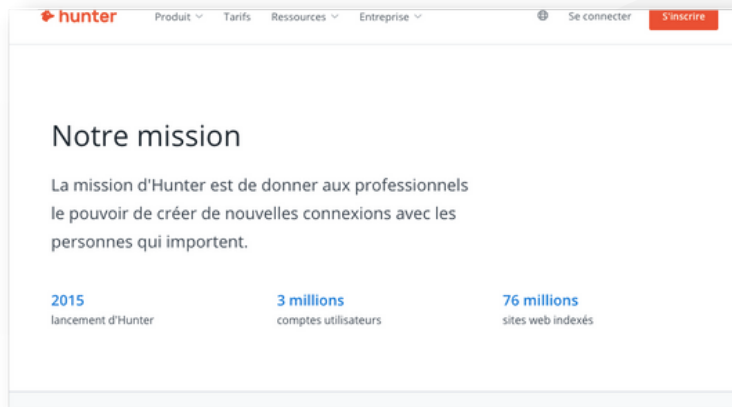 hunter Produit Tarifs Ressources Entreprise Se connecter S'inscrire
Notre mission
La mission d'Hunter est de donner aux professionnels
le pouvoir de créer de nouvelles connexions avec les
personnes qui importent.
2015 3 millions 76 millions
lancement d'Hunter comptes utilisateurs sites web indexés